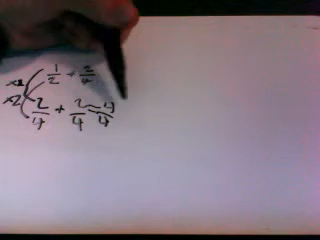 x2 1/2 + 2/4
x2 2/4 + 2/4 = 4/4